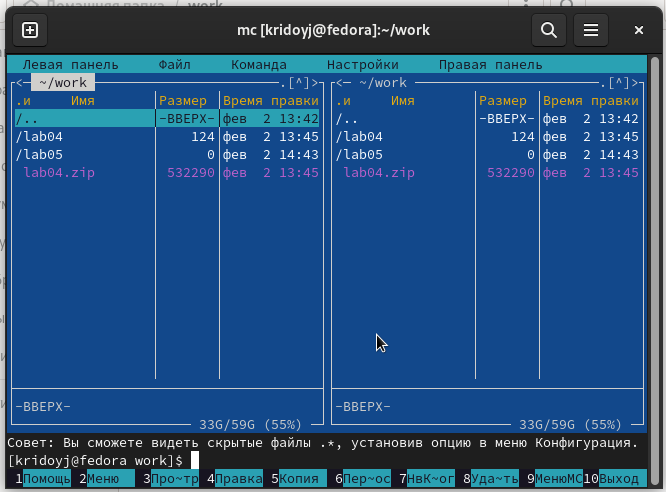 mc [kridoyj@fedora]:~/work
Левая панель Файл Команда Настройки Правая панель
<- ~/work .[^]> <- ~/work .[^]>
.и Имя Размер Время правки .и Имя Размер Время правки
/.. -ВВЕРХ- фев 2 13:42 /.. -ВВЕРХ- фев 2 13:42
/lab04 124 фев 2 13:45 /lab04 124 фев 2 13:45
/lab05 0 фев 2 14:43 /lab05 0 фев 2 14:43
lab04.zip 532290 фев 2 13:45 lab04.zip 532290 фев 2 13:45
-ВВЕРХ- -ВВЕРХ-
33G/59G (55%) 33G/59G (55%)
Совет: Вы сможете видеть скрытые файлы .*, установив опцию в меню Конфигурация.
[kridoyj@fedora work]$
1Помощь 2Меню 3Про~тр 4Правка 5Копия 6Пер~ос 7НвК~ог 8Уда~ть 9МенюMC 10Выход